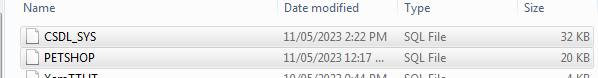 Name Date modified Type Size
CSDL_SYS 11/05/2023 2:22 PM SQL File 32 KB
PETSHOP 11/05/2023 12:17 ... SQL File 20 KB